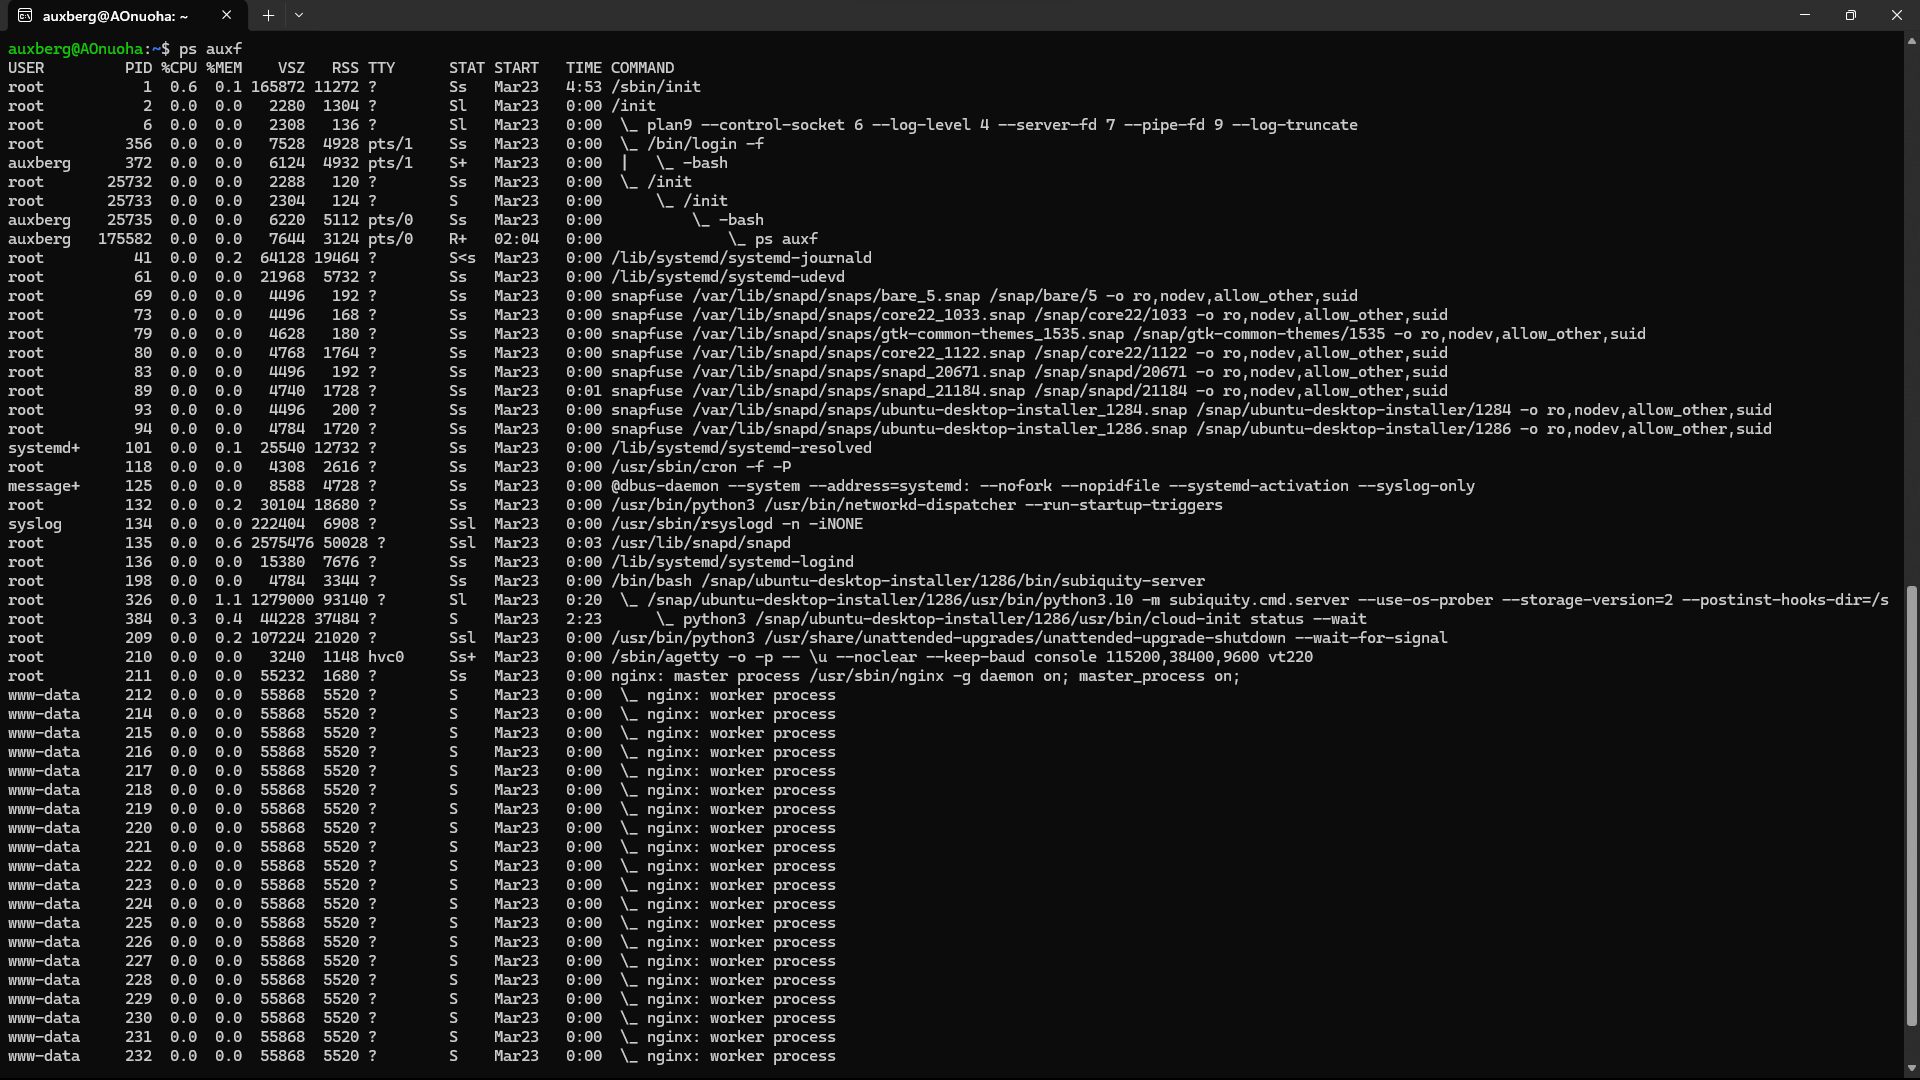 auxberg@AOnuoha: ~
auxberg@AOnuoha:~$ ps auxf
USER         PID %CPU %MEM    VSZ   RSS TTY      STAT START   TIME COMMAND
root           1  0.6  0.1 165872 11272 ?        Ss   Mar23   4:53 /sbin/init
root           2  0.0  0.0   2280  1304 ?        Sl   Mar23   0:00 /init
root           6  0.0  0.0   2308   136 ?        Sl   Mar23   0:00  \_ plan9 --control-socket 6 --log-level 4 --server-fd 7 --pipe-fd 9 --log-truncate
root         356  0.0  0.0   7528  4928 pts/1    Ss   Mar23   0:00  \_ /bin/login -f
auxberg      372  0.0  0.0   6124  4932 pts/1    S+   Mar23   0:00  |   \_ -bash
root       25732  0.0  0.0   2288   120 ?        Ss   Mar23   0:00  \_ /init
root       25733  0.0  0.0   2304   124 ?        S    Mar23   0:00      \_ /init
auxberg    25735  0.0  0.0   6220  5112 pts/0    Ss   Mar23   0:00          \_ -bash
auxberg   175582  0.0  0.0   7644  3124 pts/0    R+   02:04   0:00              \_ ps auxf
root          41  0.0  0.2  64128 19464 ?        S<s  Mar23   0:00 /lib/systemd/systemd-journald
root          61  0.0  0.0  21968  5732 ?        Ss   Mar23   0:00 /lib/systemd/systemd-udevd
root          69  0.0  0.0   4496   192 ?        Ss   Mar23   0:00 snapfuse /var/lib/snapd/snaps/bare_5.snap /snap/bare/5 -o ro,nodev,allow_other,suid
root          73  0.0  0.0   4496   168 ?        Ss   Mar23   0:00 snapfuse /var/lib/snapd/snaps/core22_1033.snap /snap/core22/1033 -o ro,nodev,allow_other,suid
root          79  0.0  0.0   4628   180 ?        Ss   Mar23   0:00 snapfuse /var/lib/snapd/snaps/gtk-common-themes_1535.snap /snap/gtk-common-themes/1535 -o ro,nodev,allow_other,suid
root          80  0.0  0.0   4768  1764 ?        Ss   Mar23   0:00 snapfuse /var/lib/snapd/snaps/core22_1122.snap /snap/core22/1122 -o ro,nodev,allow_other,suid
root          83  0.0  0.0   4496   192 ?        Ss   Mar23   0:00 snapfuse /var/lib/snapd/snaps/snapd_20671.snap /snap/snapd/20671 -o ro,nodev,allow_other,suid
root          89  0.0  0.0   4740  1728 ?        Ss   Mar23   0:01 snapfuse /var/lib/snapd/snaps/snapd_21184.snap /snap/snapd/21184 -o ro,nodev,allow_other,suid
root          93  0.0  0.0   4496   200 ?        Ss   Mar23   0:00 snapfuse /var/lib/snapd/snaps/ubuntu-desktop-installer_1284.snap /snap/ubuntu-desktop-installer/1284 -o ro,nodev,allow_other,suid
root          94  0.0  0.0   4784  1720 ?        Ss   Mar23   0:00 snapfuse /var/lib/snapd/snaps/ubuntu-desktop-installer_1286.snap /snap/ubuntu-desktop-installer/1286 -o ro,nodev,allow_other,suid
systemd+     101  0.0  0.1  25540 12732 ?        Ss   Mar23   0:00 /lib/systemd/systemd-resolved
root         118  0.0  0.0   4308  2616 ?        Ss   Mar23   0:00 /usr/sbin/cron -f -P
message+     125  0.0  0.0   8588  4728 ?        Ss   Mar23   0:00 @dbus-daemon --system --address=systemd: --nofork --nopidfile --systemd-activation --syslog-only
root         132  0.0  0.2  30104 18680 ?        Ss   Mar23   0:00 /usr/bin/python3 /usr/bin/networkd-dispatcher --run-startup-triggers
syslog       134  0.0  0.0 222404  6908 ?        Ssl  Mar23   0:00 /usr/sbin/rsyslogd -n -iNONE
root         135  0.0  0.6 2575476 50028 ?       Ssl  Mar23   0:03 /usr/lib/snapd/snapd
root         136  0.0  0.0  15380  7676 ?        Ss   Mar23   0:00 /lib/systemd/systemd-logind
root         198  0.0  0.0   4784  3344 ?        Ss   Mar23   0:00 /bin/bash /snap/ubuntu-desktop-installer/1286/bin/subiquity-server
root         326  0.0  1.1 1279000 93140 ?       Sl   Mar23   0:20  \_ /snap/ubuntu-desktop-installer/1286/usr/bin/python3.10 -m subiquity.cmd.server --use-os-prober --storage-version=2 --postinst-hooks-dir=/s
root         384  0.3  0.4  44228 37484 ?        S    Mar23   2:23      \_ python3 /snap/ubuntu-desktop-installer/1286/usr/bin/cloud-init status --wait
root         209  0.0  0.2 107224 21020 ?        Ssl  Mar23   0:00 /usr/bin/python3 /usr/share/unattended-upgrades/unattended-upgrade-shutdown --wait-for-signal
root         210  0.0  0.0   3240  1148 hvc0     Ss+  Mar23   0:00 /sbin/agetty -o -p -- \u --noclear --keep-baud console 115200,38400,9600 vt220
root         211  0.0  0.0  55232  1680 ?        Ss   Mar23   0:00 nginx: master process /usr/sbin/nginx -g daemon on; master_process on;
www-data     212  0.0  0.0  55868  5520 ?        S    Mar23   0:00  \_ nginx: worker process
www-data     214  0.0  0.0  55868  5520 ?        S    Mar23   0:00  \_ nginx: worker process
www-data     215  0.0  0.0  55868  5520 ?        S    Mar23   0:00  \_ nginx: worker process
www-data     216  0.0  0.0  55868  5520 ?        S    Mar23   0:00  \_ nginx: worker process
www-data     217  0.0  0.0  55868  5520 ?        S    Mar23   0:00  \_ nginx: worker process
www-data     218  0.0  0.0  55868  5520 ?        S    Mar23   0:00  \_ nginx: worker process
www-data     219  0.0  0.0  55868  5520 ?        S    Mar23   0:00  \_ nginx: worker process
www-data     220  0.0  0.0  55868  5520 ?        S    Mar23   0:00  \_ nginx: worker process
www-data     221  0.0  0.0  55868  5520 ?        S    Mar23   0:00  \_ nginx: worker process
www-data     222  0.0  0.0  55868  5520 ?        S    Mar23   0:00  \_ nginx: worker process
www-data     223  0.0  0.0  55868  5520 ?        S    Mar23   0:00  \_ nginx: worker process
www-data     224  0.0  0.0  55868  5520 ?        S    Mar23   0:00  \_ nginx: worker process
www-data     225  0.0  0.0  55868  5520 ?        S    Mar23   0:00  \_ nginx: worker process
www-data     226  0.0  0.0  55868  5520 ?        S    Mar23   0:00  \_ nginx: worker process
www-data     227  0.0  0.0  55868  5520 ?        S    Mar23   0:00  \_ nginx: worker process
www-data     228  0.0  0.0  55868  5520 ?        S    Mar23   0:00  \_ nginx: worker process
www-data     229  0.0  0.0  55868  5520 ?        S    Mar23   0:00  \_ nginx: worker process
www-data     230  0.0  0.0  55868  5520 ?        S    Mar23   0:00  \_ nginx: worker process
www-data     231  0.0  0.0  55868  5520 ?        S    Mar23   0:00  \_ nginx: worker process
www-data     232  0.0  0.0  55868  5520 ?        S    Mar23   0:00  \_ nginx: worker process